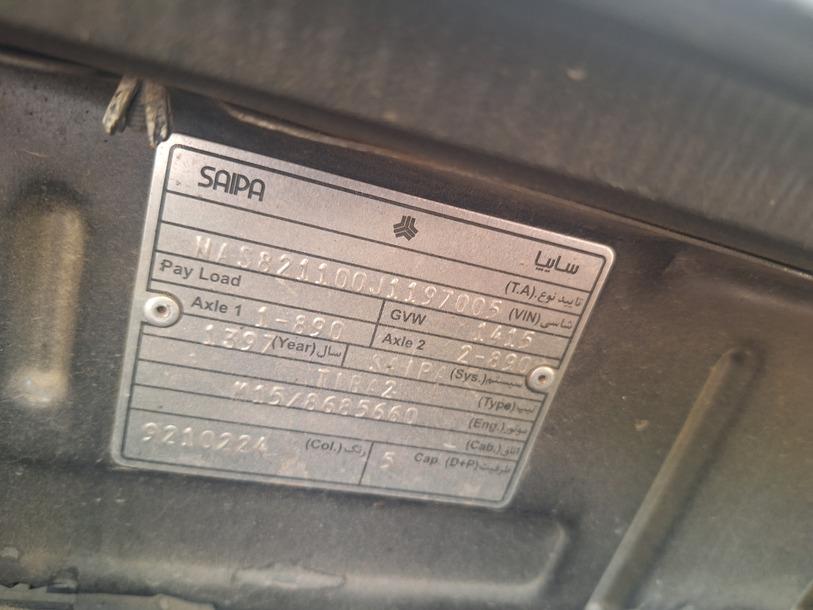 SAIPA
سایپا
تایید نوع.(T.A)
NAS821100J1197005 شاسی(VIN)
Pay Load GVW 1415
Axle 1 1-890 Axle 2 2-890
1397 سال(Year) SAIPA سیستم(Sys.)
TIBA2 تیپ(Type)
M15/8685660 موتور(Eng.)
- اتاق(Cab.)
9210224 رنگ(Col.) 5 Cap. (D+P)ظرفیت